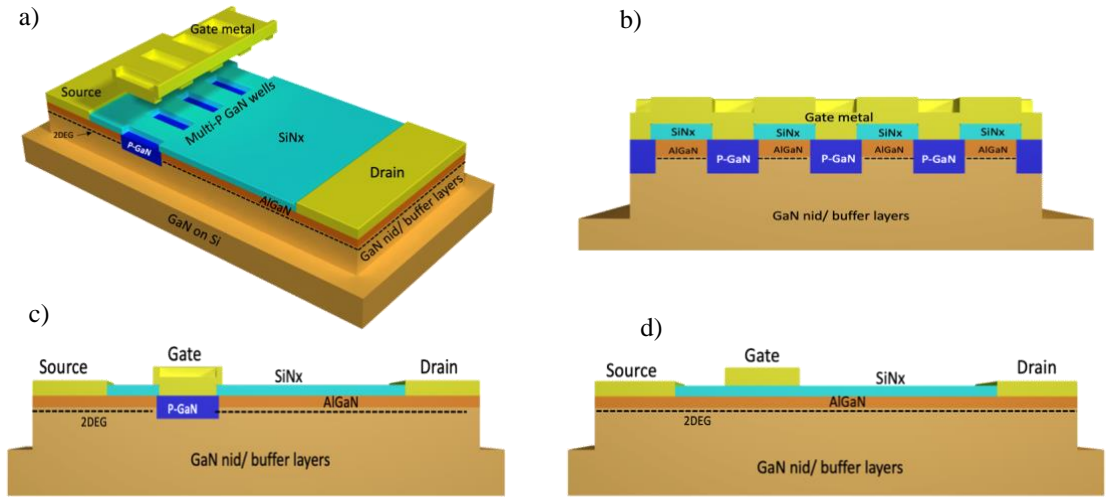 a)
Gate metal
Source
Multi-P GaN wells
SiNx
2DEG
P-GaN
Drain
AlGaN
GaN nid/ buffer layers
GaN on Si
b)
Gate metal
SiNx SiNx SiNx SiNx
AlGaN AlGaN AlGaN AlGaN
P-GaN P-GaN P-GaN
GaN nid/ buffer layers
c)
Gate
Source SiNx Drain
P-GaN AlGaN
2DEG
GaN nid/ buffer layers
d)
Gate
Source SiNx Drain
AlGaN
2DEG
GaN nid/ buffer layers